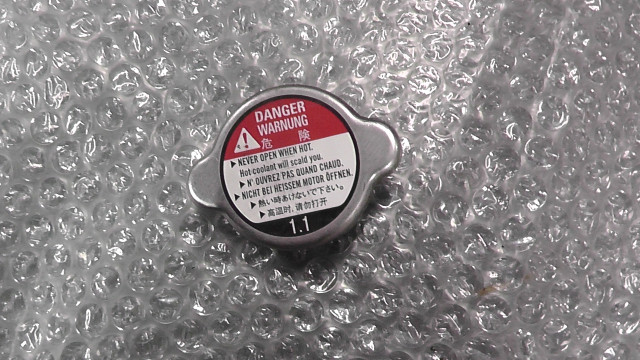 DANGER
WARNUNG
危 険
▶NEVER OPEN WHEN HOT.
Hot coolant will scald you.
▶N' OUVREZ PAS QUAND CHAUD.
▶NICHT BEI HEISSEM MOTOR ÖFFNEN.
▶熱い時あけないで下さい。
▶高温时,请勿打开
1.1